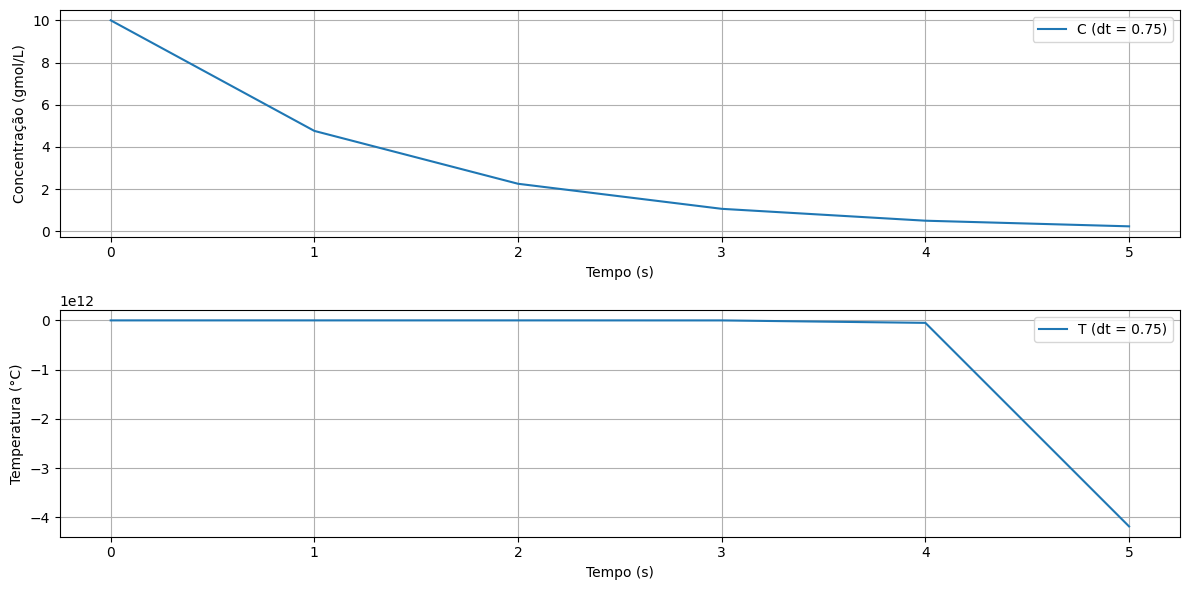 10
8
6
4
2
0
Concentração (gmol/L)
C (dt = 0.75)
0 1 2 3 4 5
Tempo (s)
1e12
0
−1
−2
−3
−4
Temperatura (°C)
T (dt = 0.75)
0 1 2 3 4 5
Tempo (s)